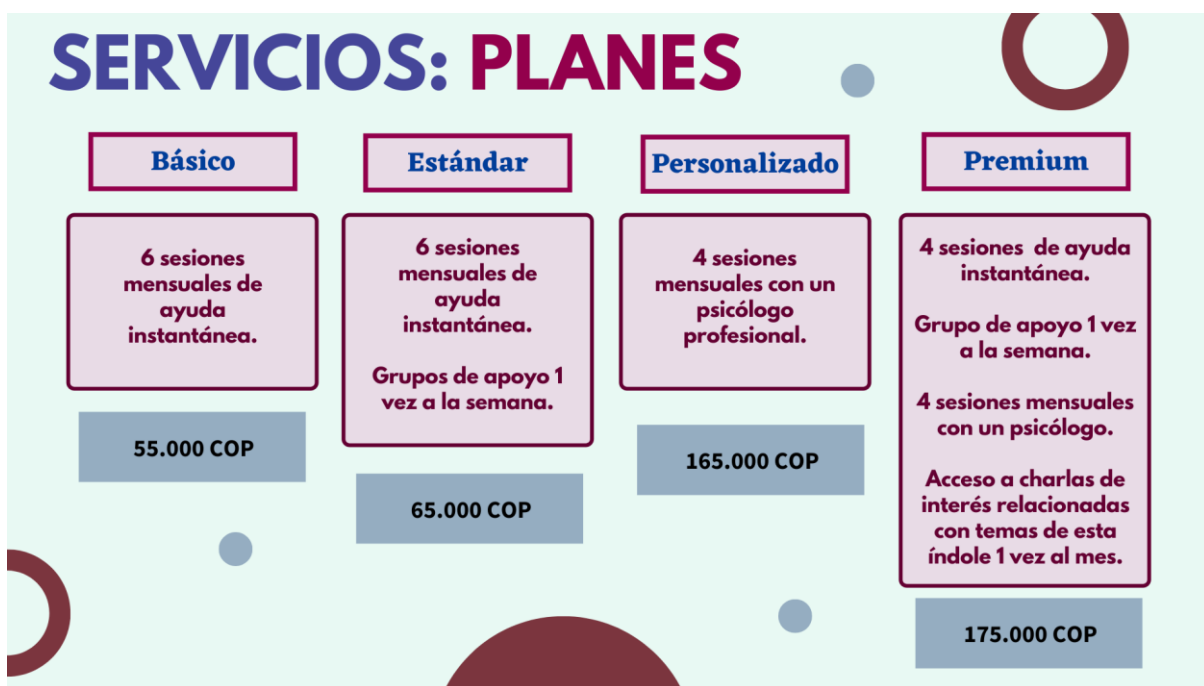 SERVICIOS: PLANES
Básico
6 sesiones
mensuales de
ayuda
instantánea.
55.000 COP
Estándar
6 sesiones
mensuales de
ayuda
instantánea.
Grupos de apoyo 1
vez a la semana.
65.000 COP
Personalizado
4 sesiones
mensuales con un
psicólogo
profesional.
165.000 COP
Premium
4 sesiones de ayuda
instantánea.
Grupo de apoyo 1 vez
a la semana.
4 sesiones mensuales
con un psicólogo.
Acceso a charlas de
interés relacionadas
con temas de esta
índole 1 vez al mes.
175.000 COP